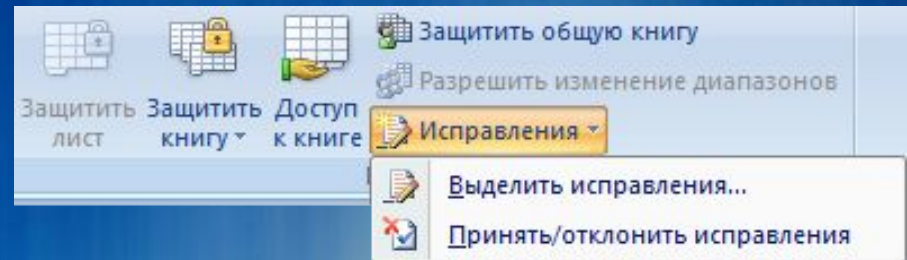 Защитить лист
Защитить книгу
Доступ к книге
Защитить общую книгу
Разрешить изменение диапазонов
Исправления
Выделить исправления...
Принять/отклонить исправления